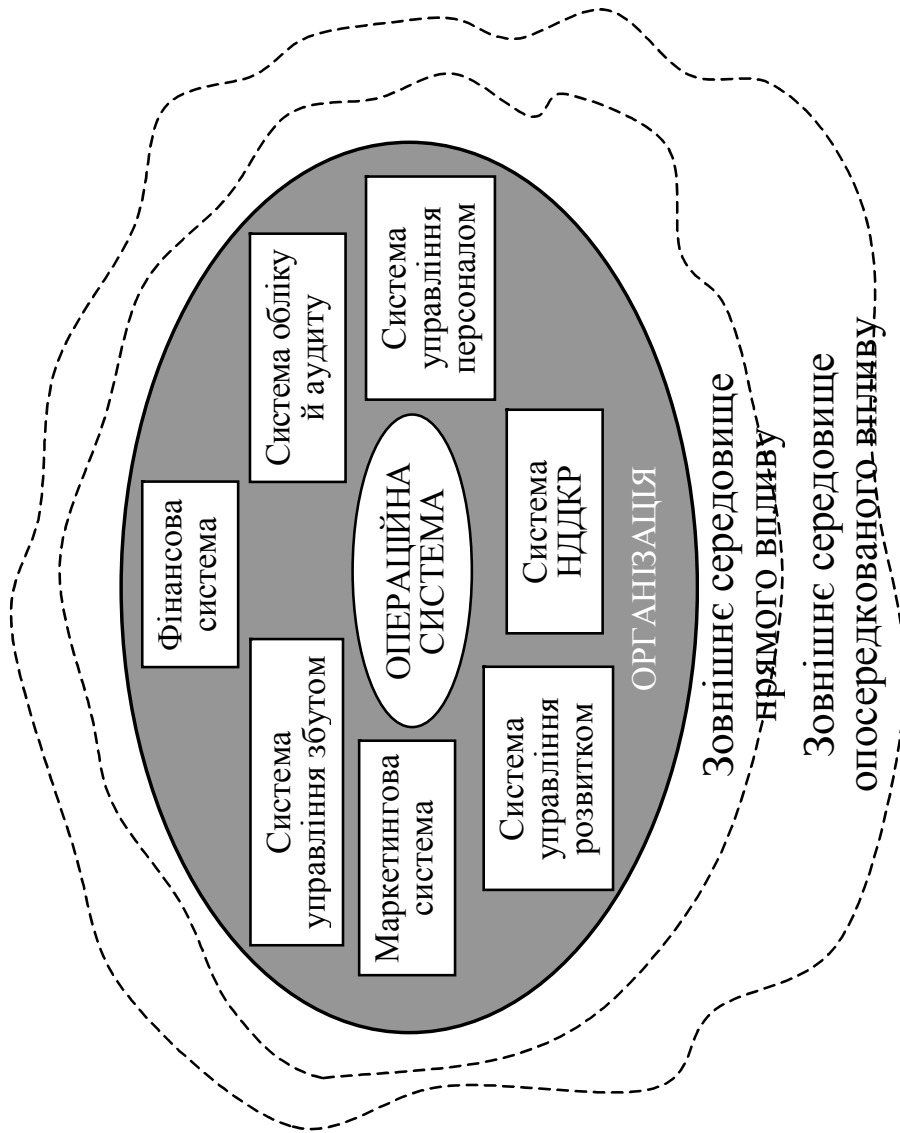 Фінансова
система
Система
управління збутом
Система обліку
й аудиту
Маркетингова
система
ОПЕРАЦІЙНА
СИСТЕМА
Система
управління
персоналом
Система
управління
розвитком
Система
НДДКР
ОРГАНІЗАЦІЯ
Зовнішнє середовище
прямого впливу
Зовнішнє середовище
опосредкованого впливу